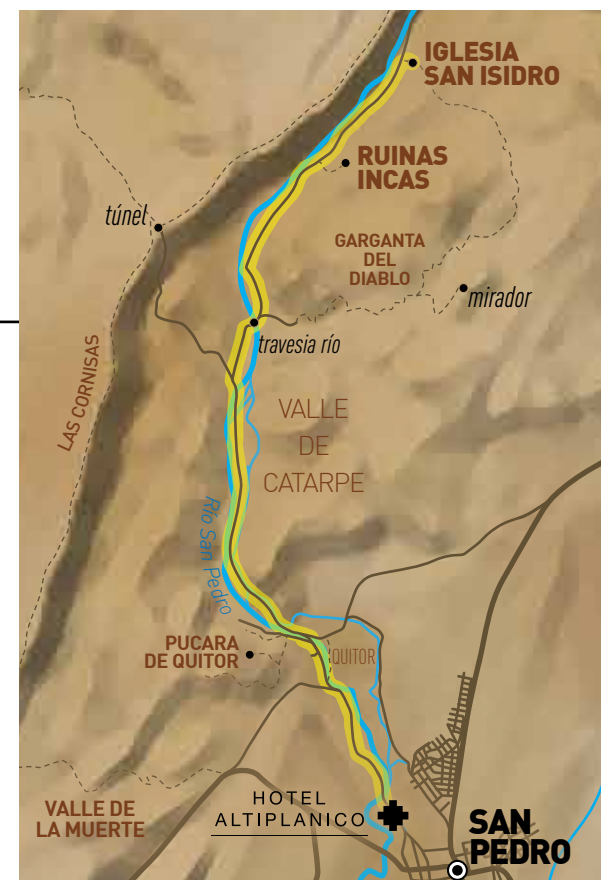 IGLESIA
SAN ISIDRO
RUINAS
INCAS
túnel
GARGANTA
DEL
DIABLO
mirador
travesia río
LAS CORNISAS
VALLE
DE
CATARPE
Río San Pedro
PUCARA
DE QUITOR
QUITOR
HOTEL
ALTIPLANICO
VALLE DE
LA MUERTE
SAN
PEDRO